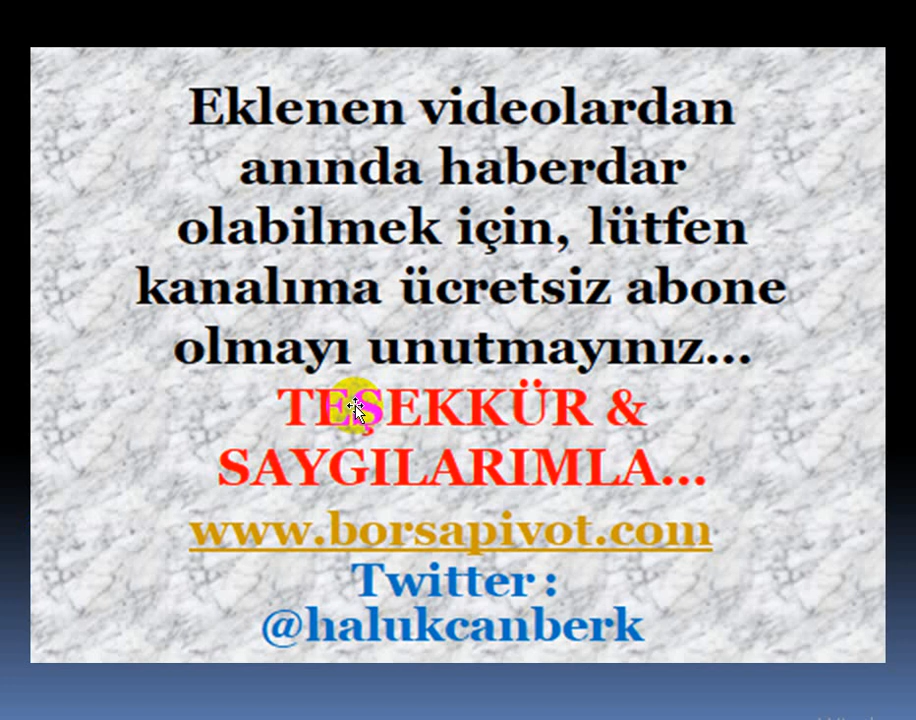 Eklenen videolardan
anında haberdar
olabilmek için, lütfen
kanalıma ücretsiz abone
olmayı unutmayınız...
TEŞEKKÜR &
SAYGILARIMLA...
www.borsapivot.com
Twitter :
@halukcanberk